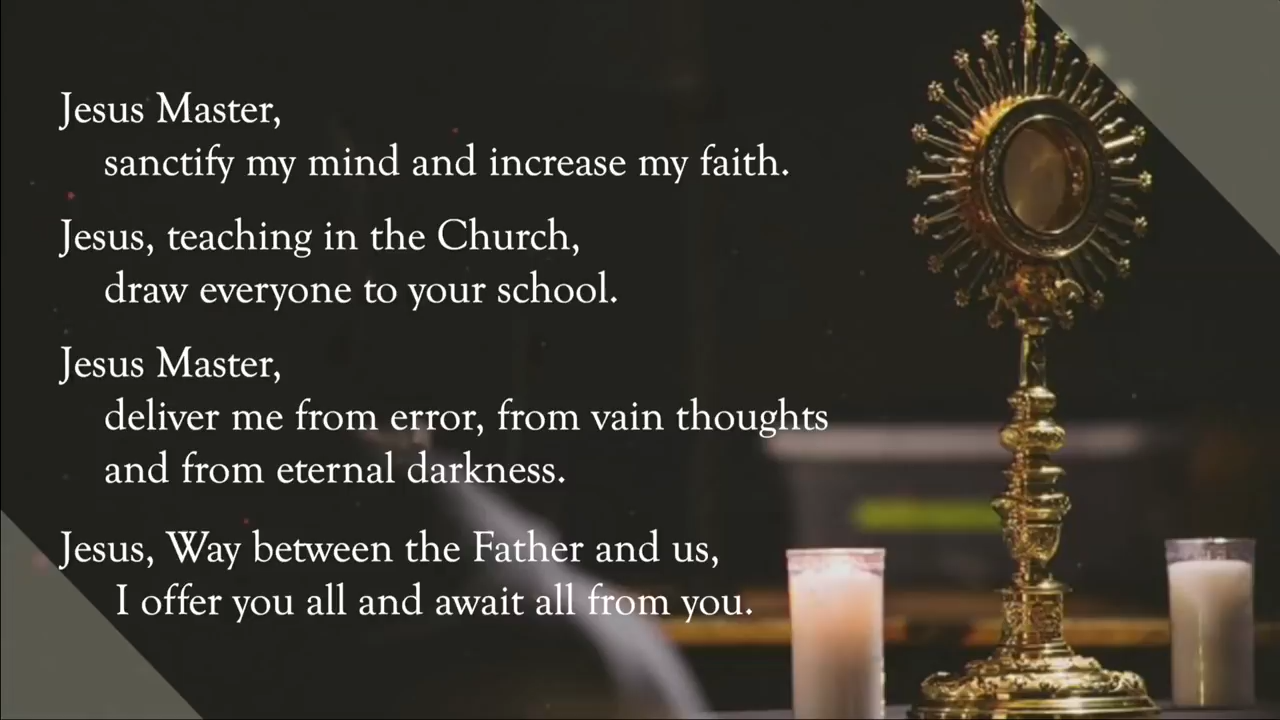 Jesus Master,
sanctify my mind and increase my faith.
Jesus, teaching in the Church,
draw everyone to your school.
Jesus Master,
deliver me from error, from vain thoughts
and from eternal darkness.
Jesus, Way between the Father and us,
I offer you all and await all from you.